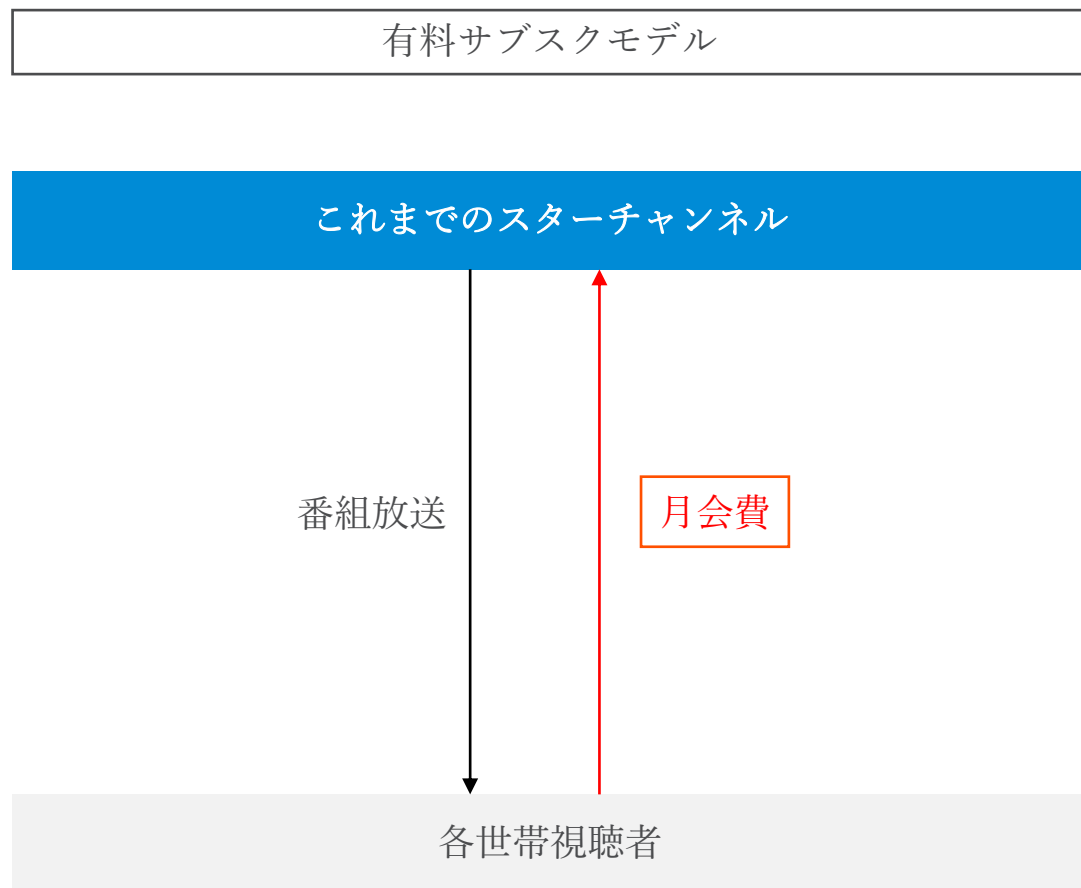 有料サブスクモデル
これまでのスターチャンネル
番組放送
月会費
各世帯視聴者